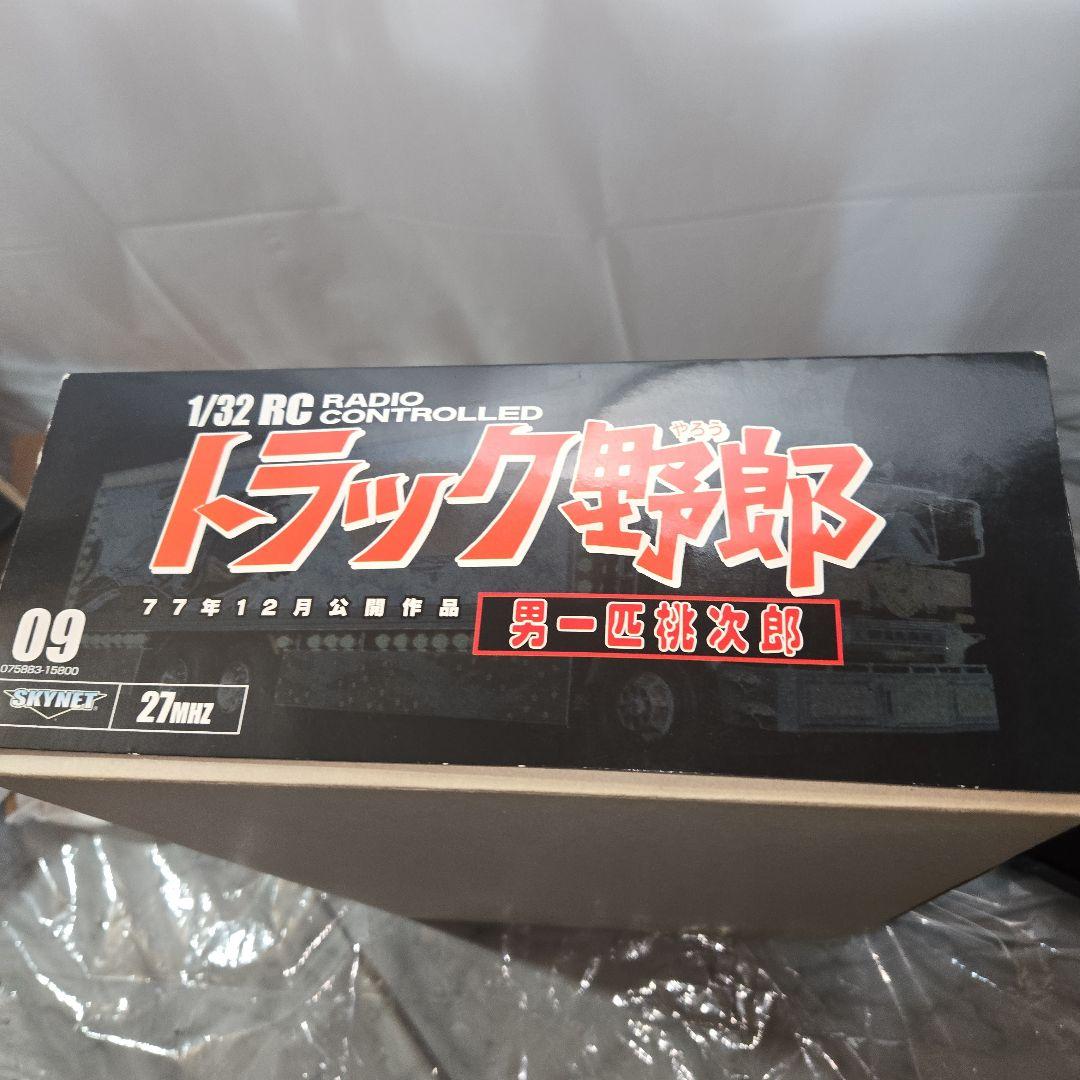 1/32 RC RADIO CONTROLLED
やろう
トラック野郎
77年12月公開作品
男一匹桃次郎
09
075883-15800
SKYNET
27MHZ